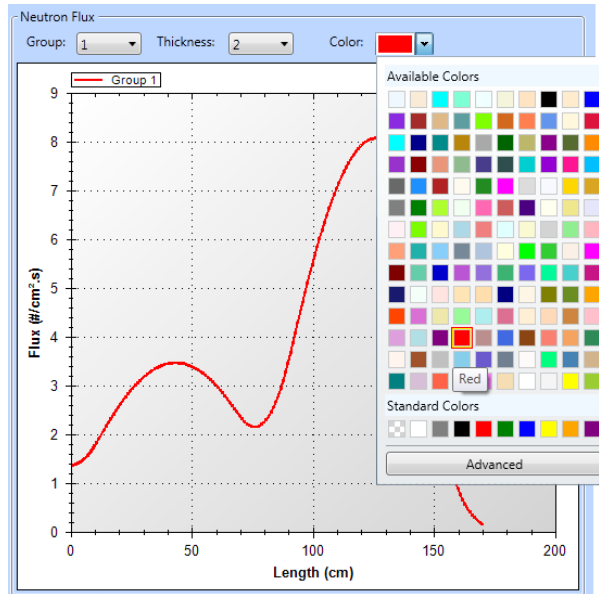 Neutron Flux
Group: 1 Thickness: 2 Color:
Available Colors
Group 1
9
8
7
6
5
4
3
2
1
0
Flux (#/cm².s)
0 50 100 150 200
Length (cm)
Red
Standard Colors
Advanced